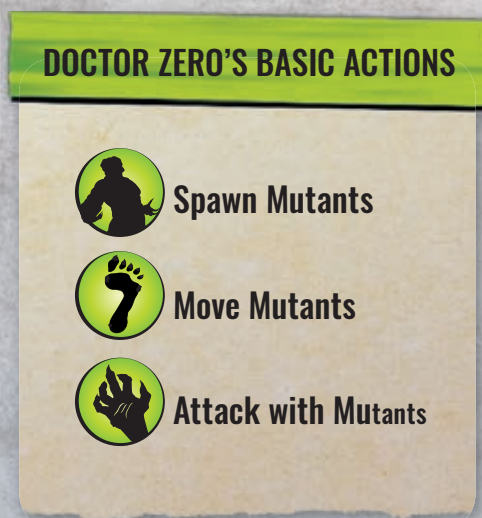 DOCTOR ZERO'S BASIC ACTIONS
Spawn Mutants
Move Mutants
Attack with Mutants